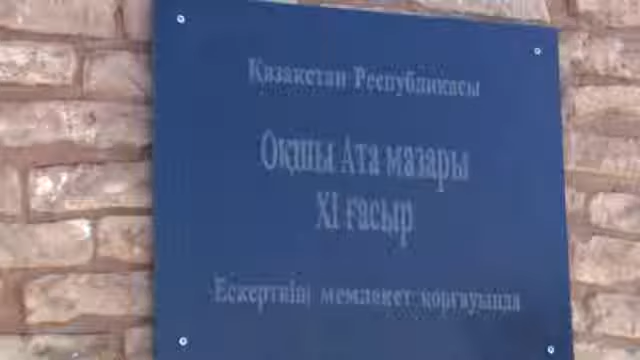 Қазақстан Республикасы
Оқшы Ата мазары
XI ғасыр
Ескерткіш мемлекет қорғауында